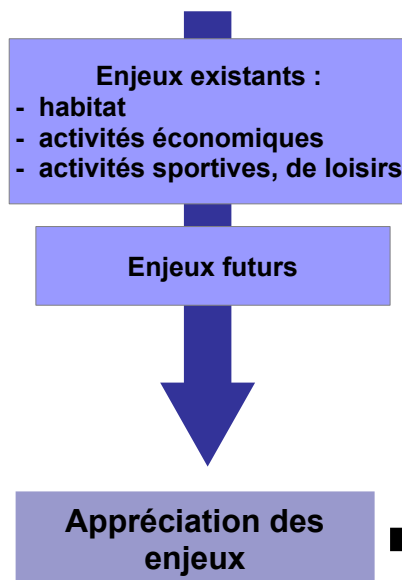 Enjeux existants :
- habitat
- activités économiques
- activités sportives, de loisirs
Enjeux futurs
Appréciation des
enjeux